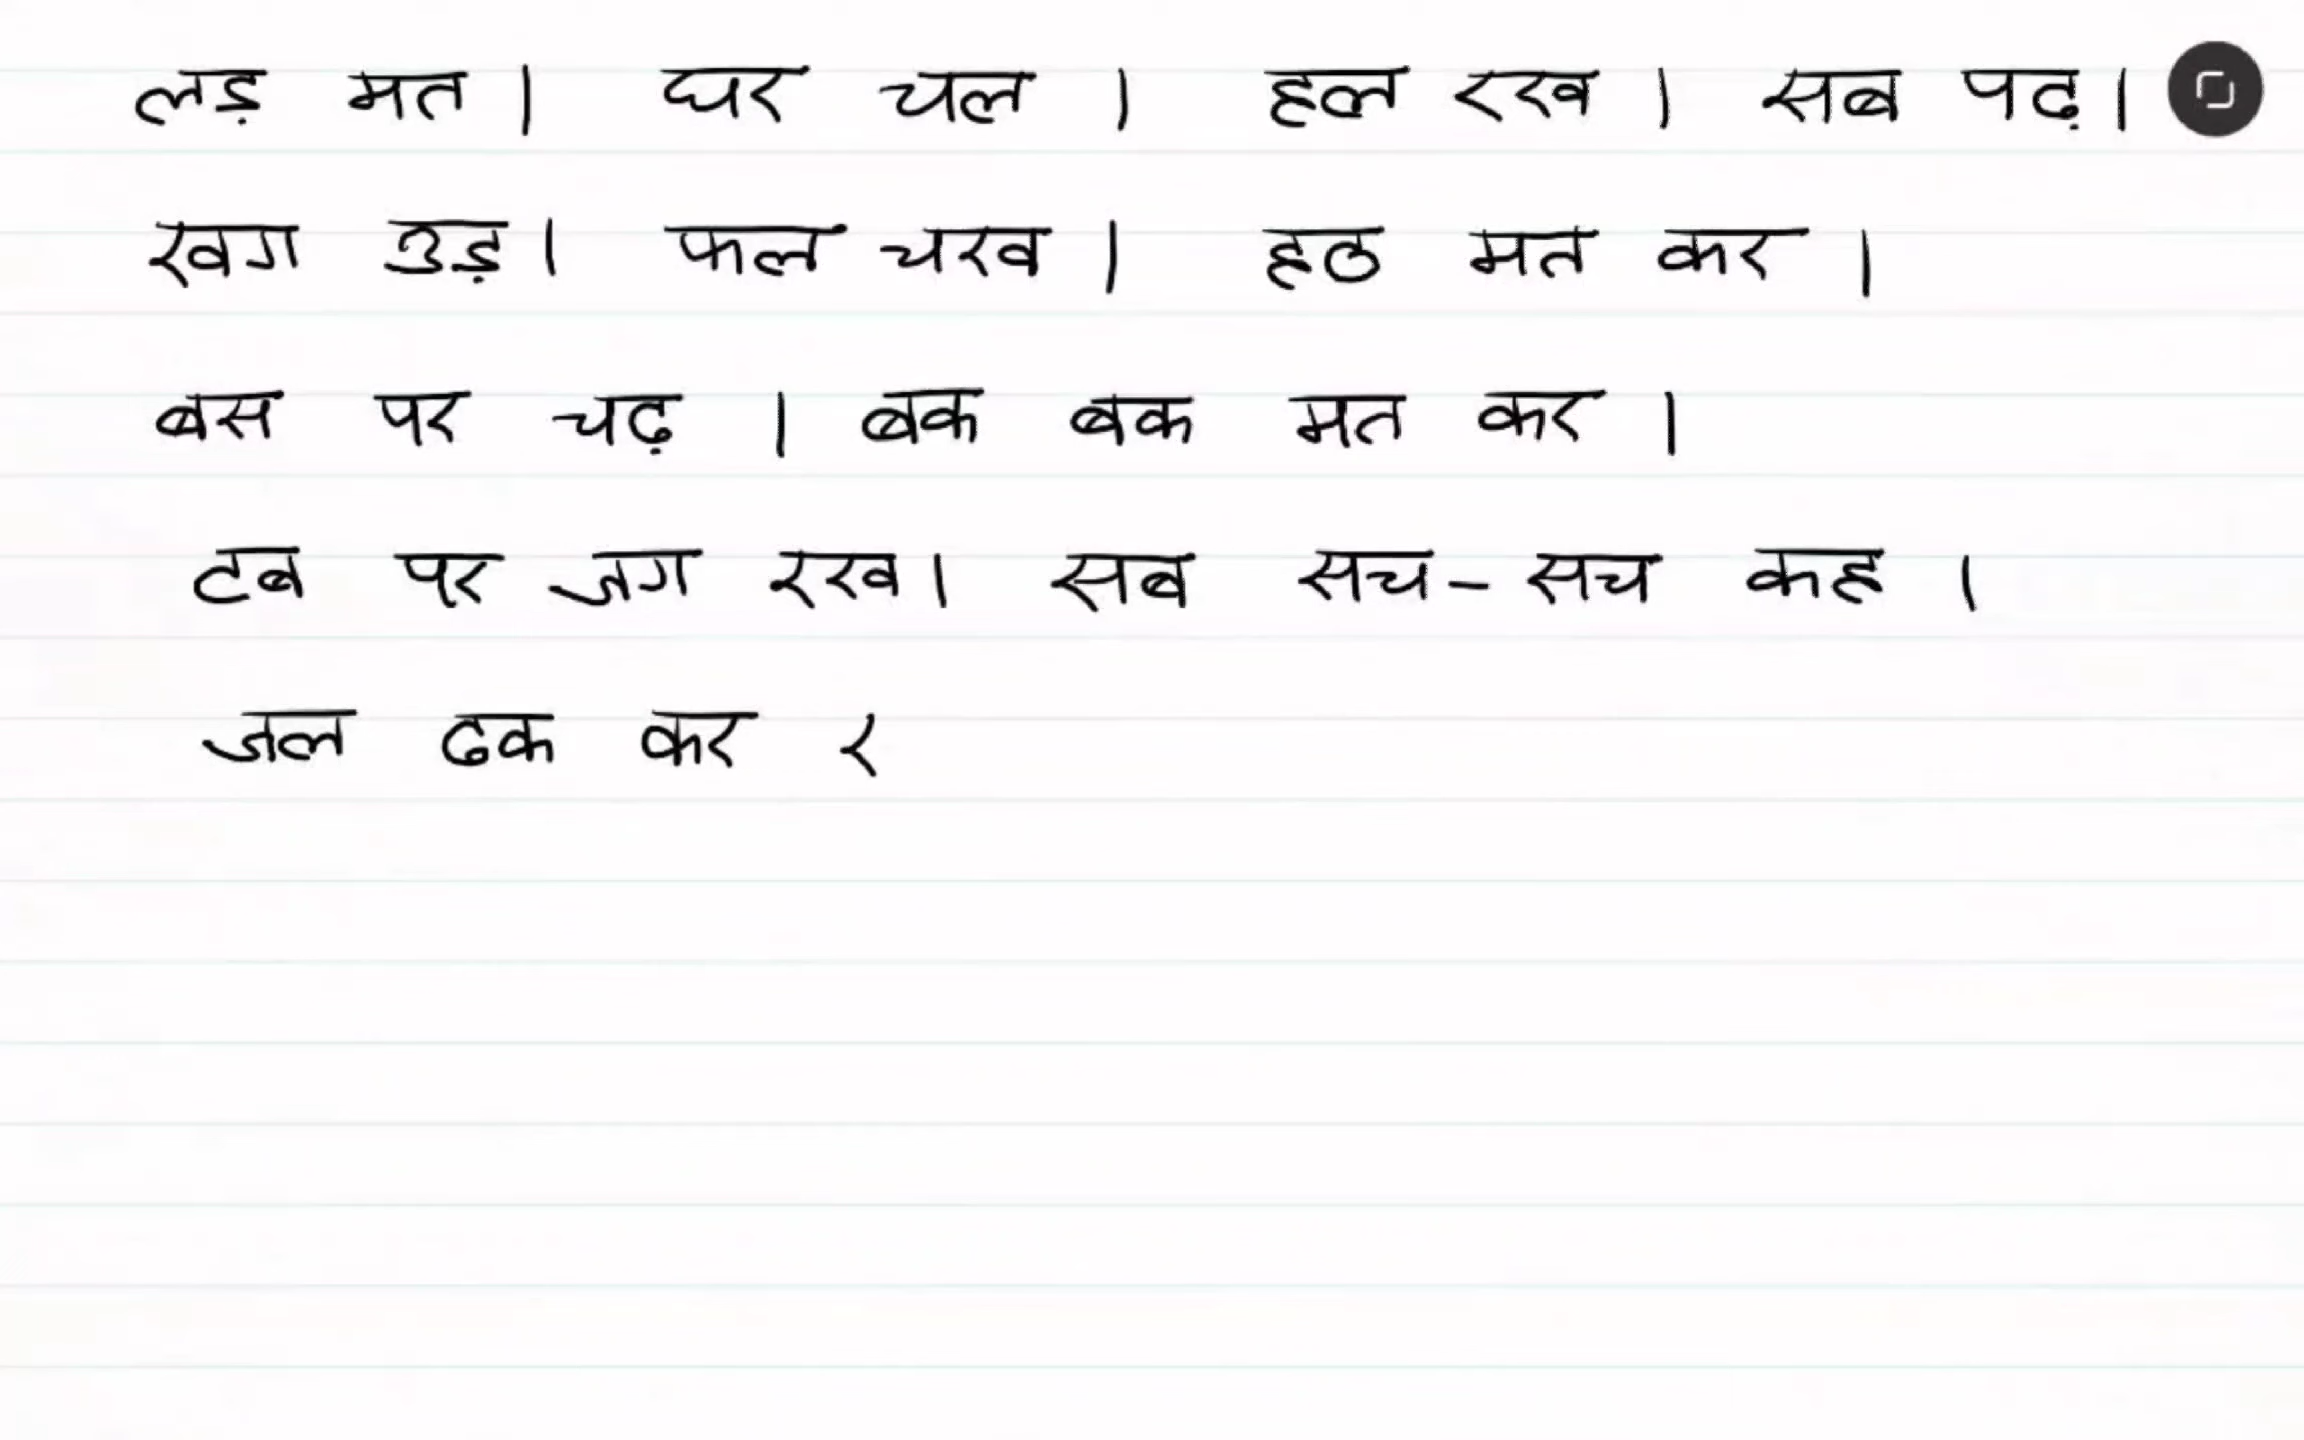 लड़ मत। घर चल। हल रख। सब पढ़।
खग उड़। फल चख। हठ मत कर।
बस पर चढ़। बक बक मत कर।
टब पर जग रख। सब सच-सच कह।
जल ढक कर र